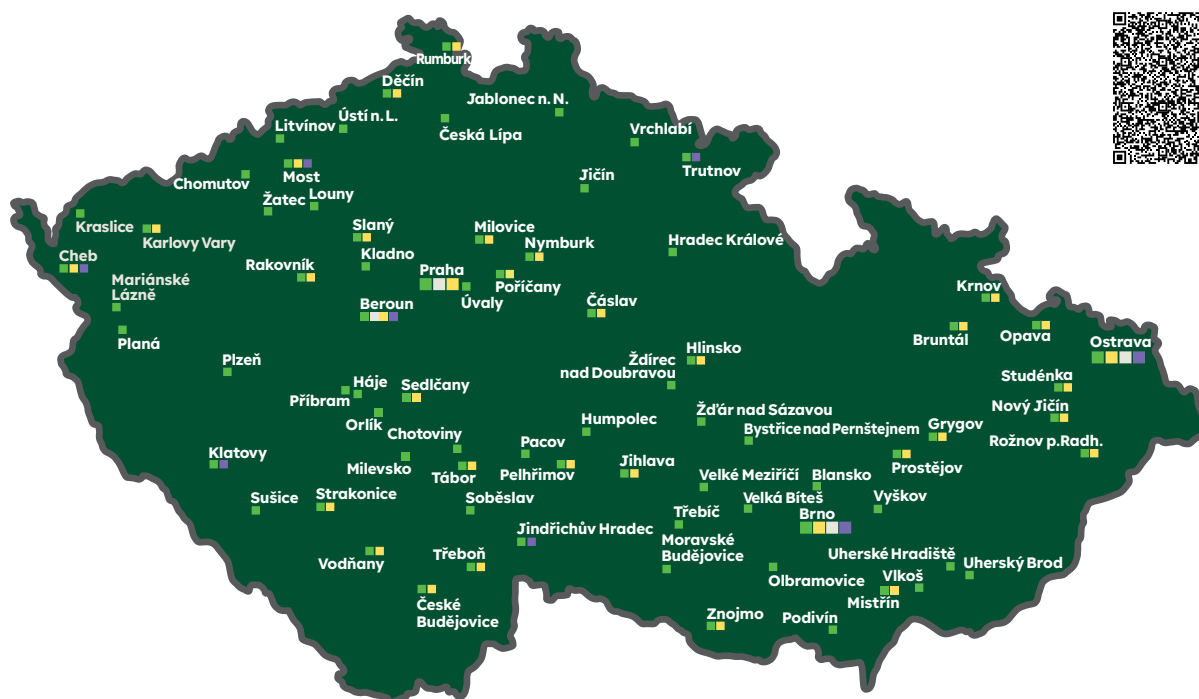 Rumburk
Děčín
Jablonec n. N.
Ústí n. L.
Litvínov
Česká Lípa
Vrchlabí
Most
Trutnov
Chomutov
Jičín
Žatec
Louny
Kraslice
Karlovy Vary
Slaný
Milovice
Nymburk
Hradec Králové
Cheb
Kladno
Rakovník
Praha
Poříčany
Mariánské
Lázně
Úvaly
Krnov
Beroun
Čáslav
Planá
Bruntál
Opava
Ostrava
Hlinsko
Plzeň
Ždírec
nad Doubravou
Studénka
Háje
Sedlčany
Příbram
Orlík
Nový Jičín
Humpolec
Žďár nad Sázavou
Grygov
Bystřice nad Pernštejnem
Chotoviny
Rožnov p.Radh.
Klatovy
Pacov
Milevsko
Jihlava
Prostějov
Tábor
Pelhřimov
Velké Meziříčí
Blansko
Sušice
Strakonice
Soběslav
Velká Bíteš
Vyškov
Třebíč
Brno
Jindřichův Hradec
Moravské
Budějovice
Vodňany
Třeboň
Uherské Hradiště
Uherský Brod
Olbramovice
Vlkoš
České
Budějovice
Mistřín
Znojmo
Podivín